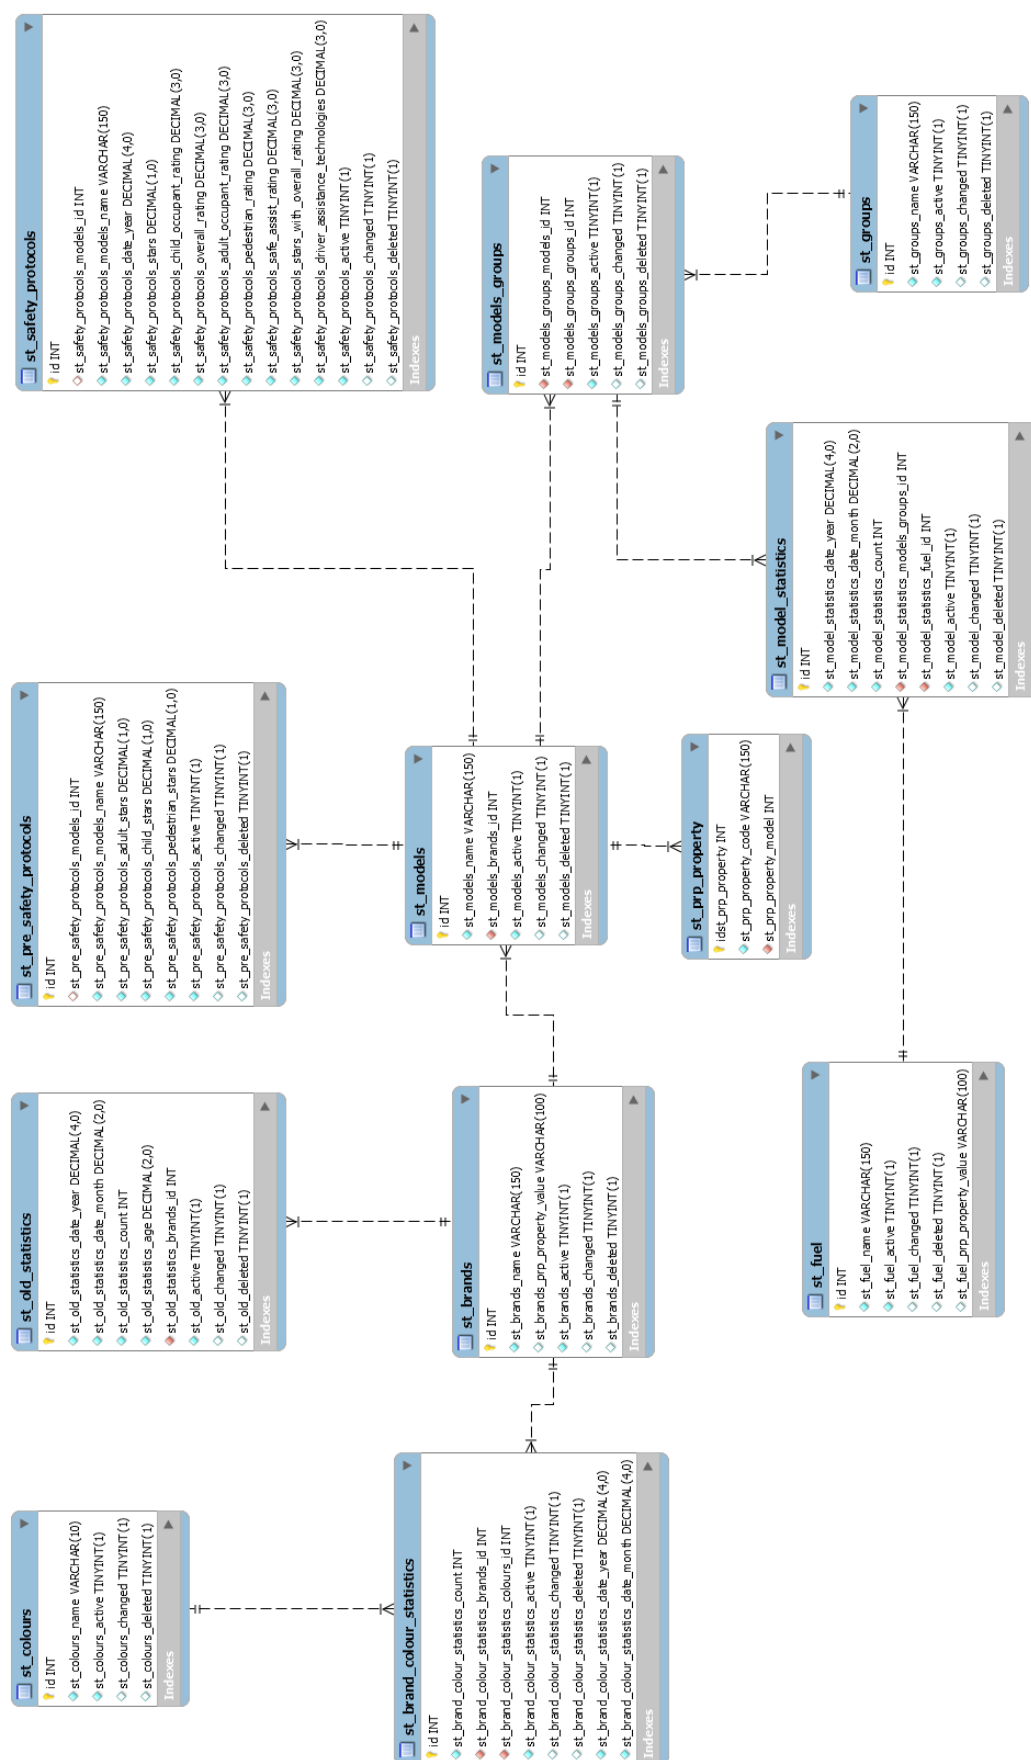 st_colours
id INT
st_colours_name VARCHAR(10)
st_colours_active TINYINT(1)
st_colours_changed TINYINT(1)
st_colours_deleted TINYINT(1)
Indexes
st_brand_colour_statistics
id INT
st_brand_colour_statistics_count INT
st_brand_colour_statistics_brands_id INT
st_brand_colour_statistics_colours_id INT
st_brand_colour_statistics_active TINYINT(1)
st_brand_colour_statistics_changed TINYINT(1)
st_brand_colour_statistics_deleted TINYINT(1)
st_brand_colour_statistics_date_year DECIMAL(4,0)
st_brand_colour_statistics_date_month DECIMAL(4,0)
Indexes
st_old_statistics
id INT
st_old_statistics_date_year DECIMAL(4,0)
st_old_statistics_date_month DECIMAL(2,0)
st_old_statistics_count INT
st_old_statistics_age DECIMAL(2,0)
st_old_statistics_brands_id INT
st_old_active TINYINT(1)
st_old_changed TINYINT(1)
st_old_deleted TINYINT(1)
Indexes
st_brands
id INT
st_brands_name VARCHAR(150)
st_brands_prp_property_value VARCHAR(100)
st_brands_active TINYINT(1)
st_brands_changed TINYINT(1)
st_brands_deleted TINYINT(1)
Indexes
st_fuel
id INT
st_fuel_name VARCHAR(150)
st_fuel_active TINYINT(1)
st_fuel_changed TINYINT(1)
st_fuel_deleted TINYINT(1)
st_fuel_prp_property_value VARCHAR(100)
Indexes
st_pre_safety_protocols
id INT
st_pre_safety_protocols_models_id INT
st_pre_safety_protocols_models_name VARCHAR(150)
st_pre_safety_protocols_adult_stars DECIMAL(1,0)
st_pre_safety_protocols_child_stars DECIMAL(1,0)
st_pre_safety_protocols_pedestrian_stars DECIMAL(1,0)
st_pre_safety_protocols_active TINYINT(1)
st_pre_safety_protocols_changed TINYINT(1)
st_pre_safety_protocols_deleted TINYINT(1)
Indexes
st_models
id INT
st_models_name VARCHAR(150)
st_models_brands_id INT
st_models_active TINYINT(1)
st_models_changed TINYINT(1)
st_models_deleted TINYINT(1)
Indexes
st_prp_property
idst_prp_property INT
st_prp_property_code VARCHAR(150)
st_prp_property_model INT
Indexes
st_model_statistics
id INT
st_model_statistics_date_year DECIMAL(4,0)
st_model_statistics_date_month DECIMAL(2,0)
st_model_statistics_count INT
st_model_statistics_models_groups_id INT
st_model_statistics_fuel_id INT
st_model_active TINYINT(1)
st_model_changed TINYINT(1)
st_model_deleted TINYINT(1)
Indexes
st_safety_protocols
id INT
st_safety_protocols_models_id INT
st_safety_protocols_models_name VARCHAR(150)
st_safety_protocols_date_year DECIMAL(4,0)
st_safety_protocols_stars DECIMAL(1,0)
st_safety_protocols_child_occupant_rating DECIMAL(3,0)
st_safety_protocols_overall_rating DECIMAL(3,0)
st_safety_protocols_adult_occupant_rating DECIMAL(3,0)
st_safety_protocols_pedestrian_rating DECIMAL(3,0)
st_safety_protocols_safe_assist_rating DECIMAL(3,0)
st_safety_protocols_stars_with_overall_rating DECIMAL(3,0)
st_safety_protocols_driver_assistance_technologies DECIMAL(3,0)
st_safety_protocols_active TINYINT(1)
st_safety_protocols_changed TINYINT(1)
st_safety_protocols_deleted TINYINT(1)
Indexes
st_models_groups
id INT
st_models_groups_models_id INT
st_models_groups_groups_id INT
st_models_groups_active TINYINT(1)
st_models_groups_changed TINYINT(1)
st_models_groups_deleted TINYINT(1)
Indexes
st_groups
id INT
st_groups_name VARCHAR(150)
st_groups_active TINYINT(1)
st_groups_changed TINYINT(1)
st_groups_deleted TINYINT(1)
Indexes